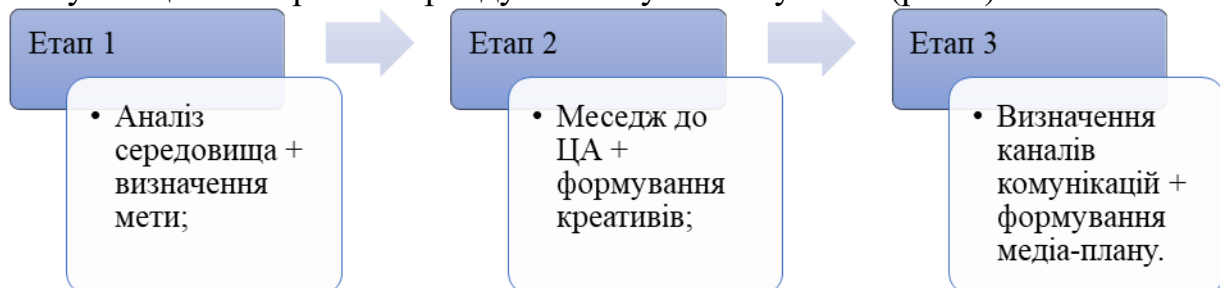 Етап 1
Етап 2
Етап 3
• Аналіз
середовища +
визначення
мети;
• Меседж до
ЦА +
формування
креативів;
• Визначення
каналів
комунікацій +
формування
медіа-плану.